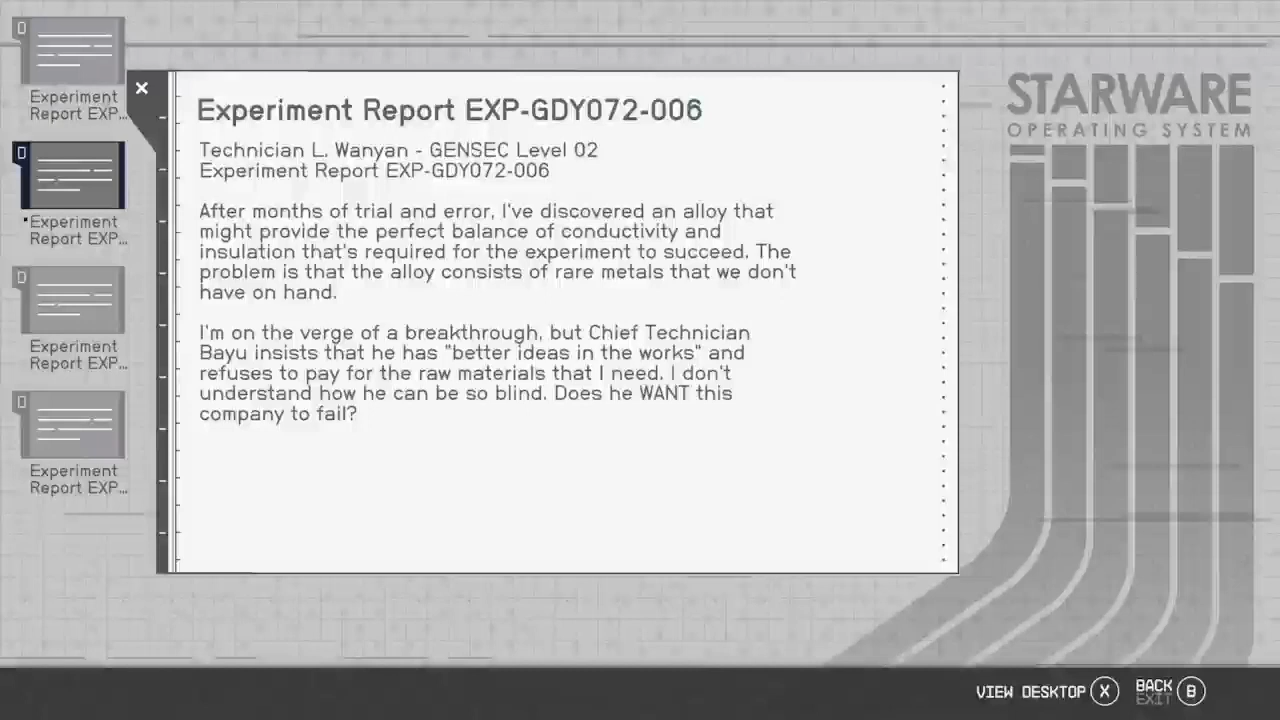 Experiment
Report EXP...
Experiment
Report EXP...
Experiment
Report EXP...
Experiment
Report EXP...
Experiment Report EXP-GDY072-006
Technician L. Wanyan - GENSEC Level 02
Experiment Report EXP-GDY072-006
After months of trial and error, I've discovered an alloy that
might provide the perfect balance of conductivity and
insulation that's required for the experiment to succeed. The
problem is that the alloy consists of rare metals that we don't
have on hand.
I'm on the verge of a breakthrough, but Chief Technician
Bayu insists that he has "better ideas in the works" and
refuses to pay for the raw materials that I need. I don't
understand how he can be so blind. Does he WANT this
company to fail?
STARWARE
OPERATING SYSTEM
VIEW DESKTOP X
BACK B
EXIT